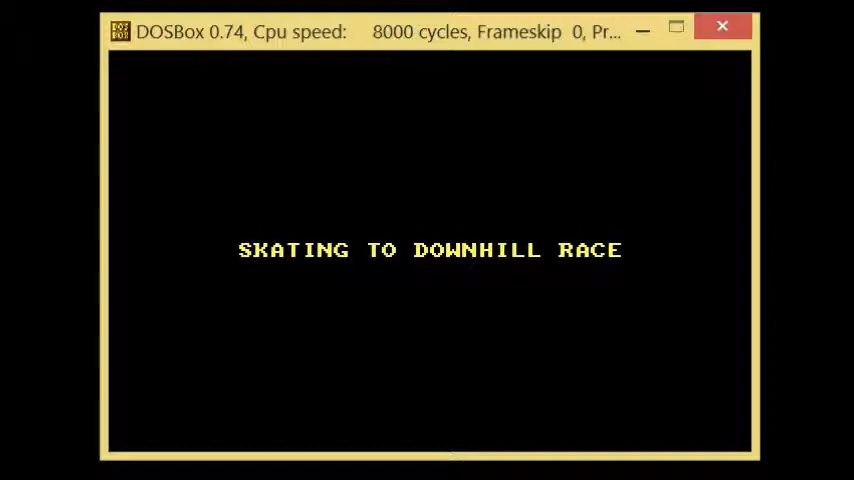 DOSBox 0.74, Cpu speed: 8000 cycles, Frameskip 0, Pr...
SKATING TO DOWNHILL RACE